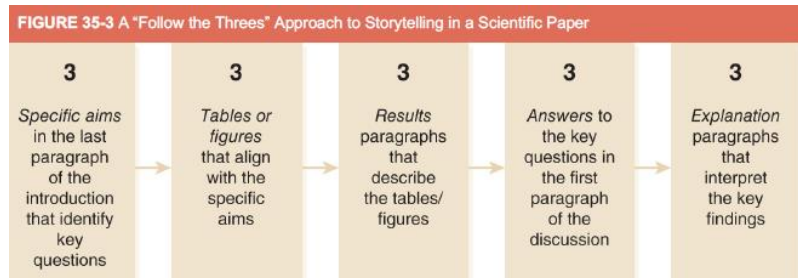 FIGURE 35-3 A “Follow the Threes” Approach to Storytelling in a Scientific Paper
3
Specific aims
in the last
paragraph
of the
introduction
that identify
key
questions
3
Tables or
figures
that align
with the
specific
aims
3
Results
paragraphs
that
describe
the tables/
figures
3
Answers to
the key
questions in
the first
paragraph
of the
discussion
3
Explanation
paragraphs
that
interpret
the key
findings